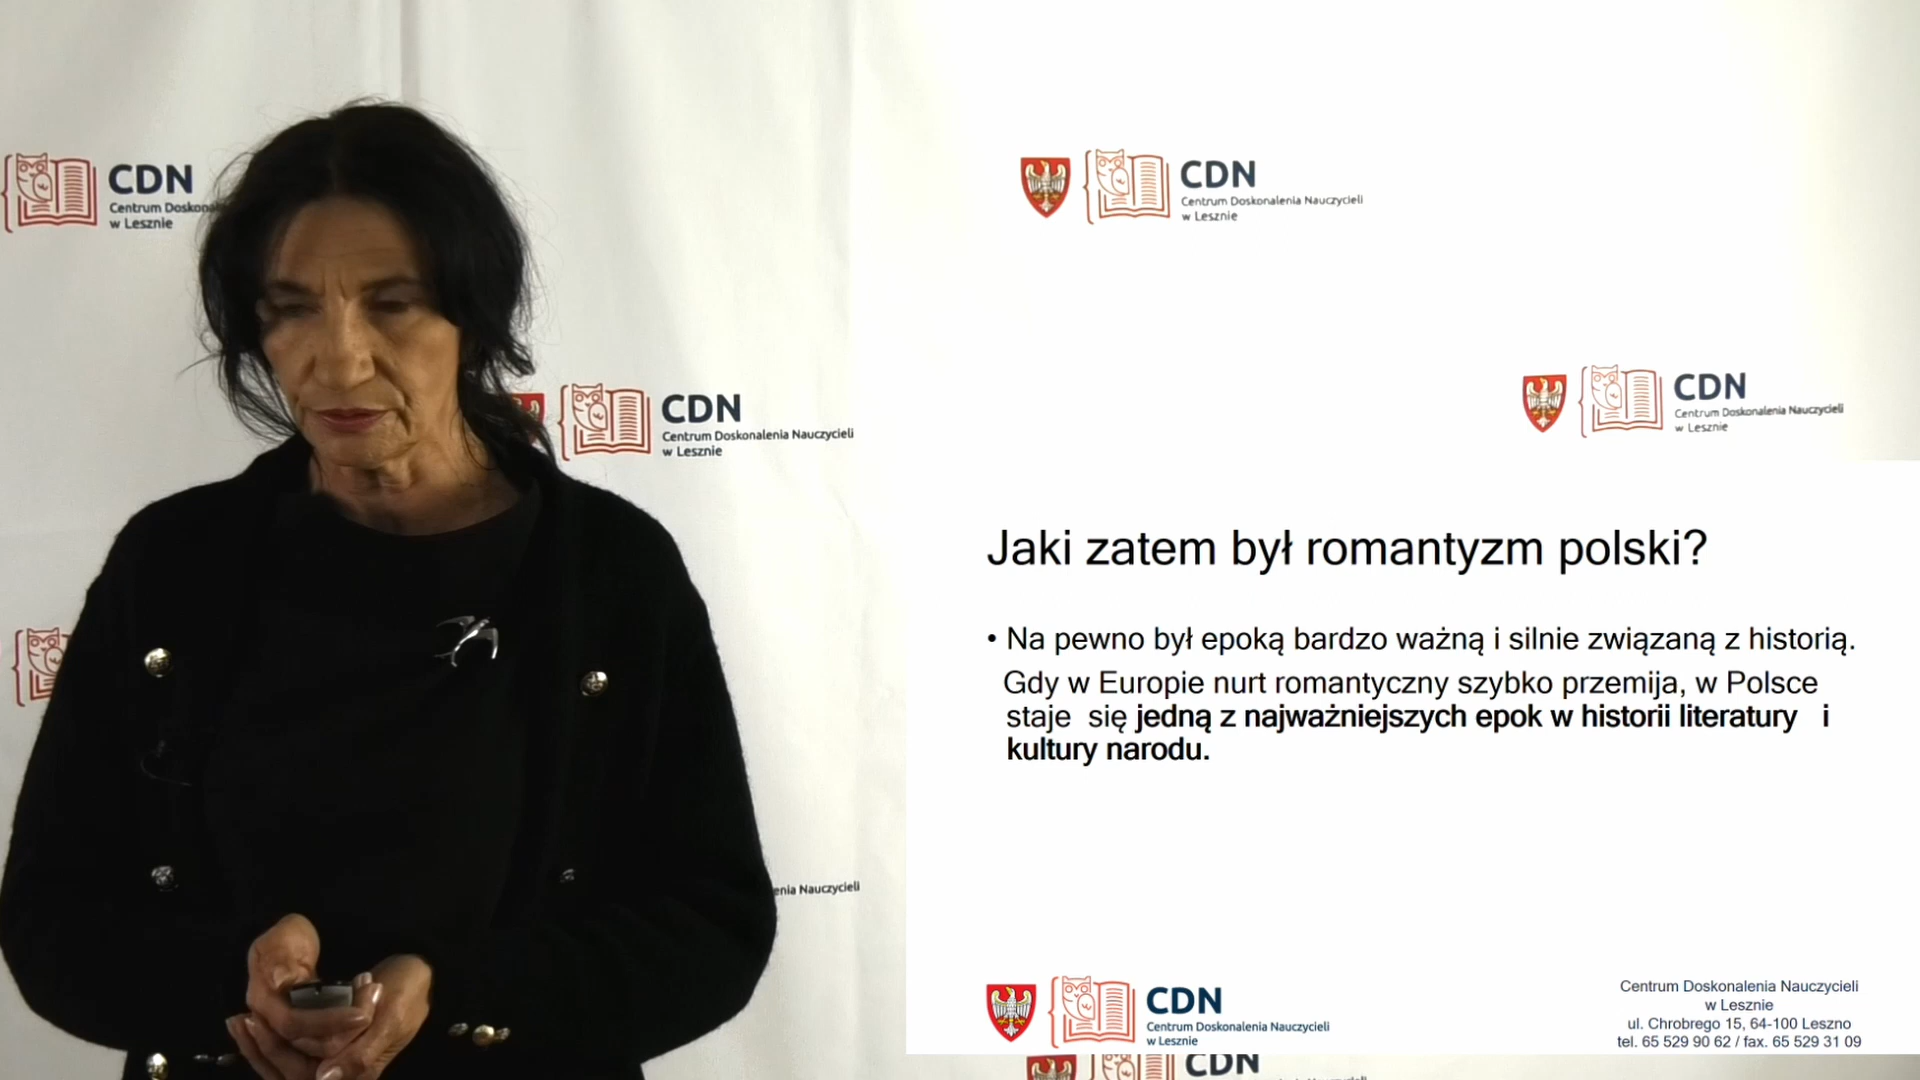 CDN
Centrum Doskona
w Lesznie
CDN
Centrum Doskonalenia Nauczycieli
w Lesznie
CDN
Centrum Doskonalenia Nauczycieli
w Lesznie
CDN
Centrum Doskonalenia Nauczycieli
w Lesznie
enia Nauczycieli
Jaki zatem był romantyzm polski?
• Na pewno był epoką bardzo ważną i silnie związaną z historią.
Gdy w Europie nurt romantyczny szybko przemija, w Polsce
staje się jedną z najważniejszych epok w historii literatury i
kultury narodu.
CDN
Centrum Doskonalenia Nauczycieli
w Lesznie
Centrum Doskonalenia Nauczycieli
w Lesznie
ul. Chrobrego 15, 64-100 Leszno
tel. 65 529 90 62 / fax. 65 529 31 09
CDN